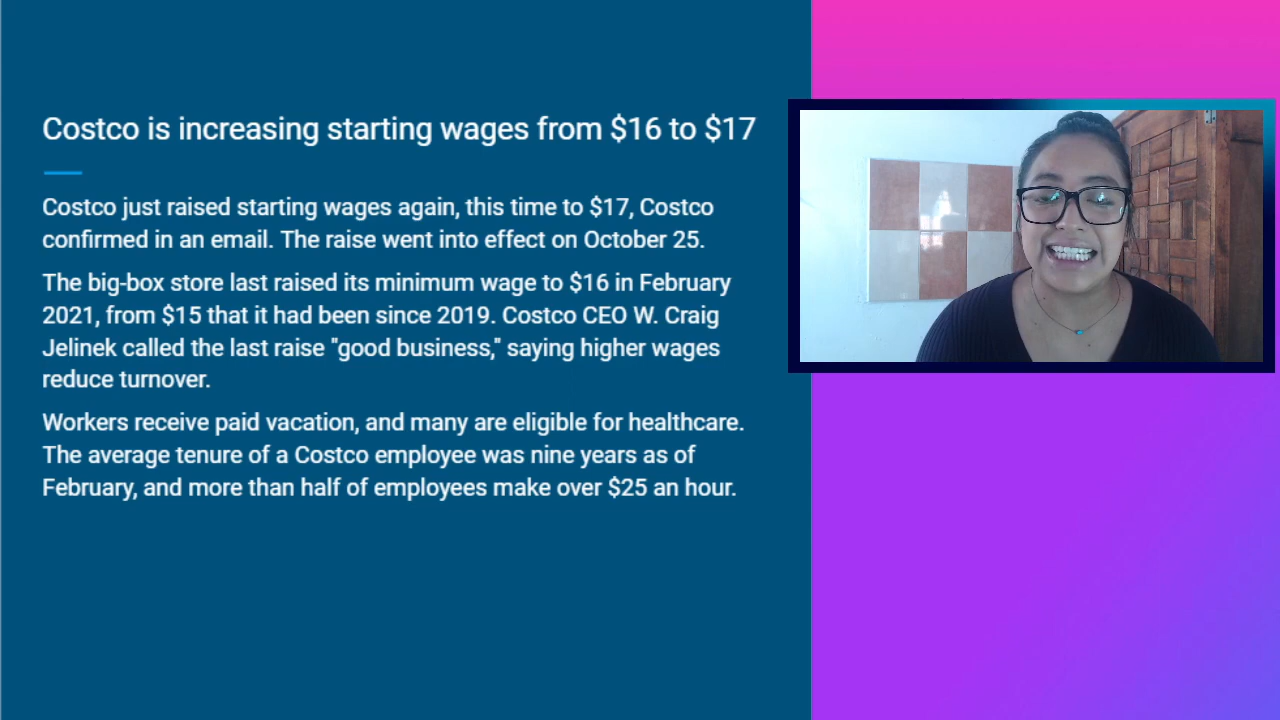 Costco is increasing starting wages from $16 to $17
Costco just raised starting wages again, this time to $17, Costco
confirmed in an email. The raise went into effect on October 25.
The big-box store last raised its minimum wage to $16 in February
2021, from $15 that it had been since 2019. Costco CEO W. Craig
Jelinek called the last raise "good business," saying higher wages
reduce turnover.
Workers receive paid vacation, and many are eligible for healthcare.
The average tenure of a Costco employee was nine years as of
February, and more than half of employees make over $25 an hour.